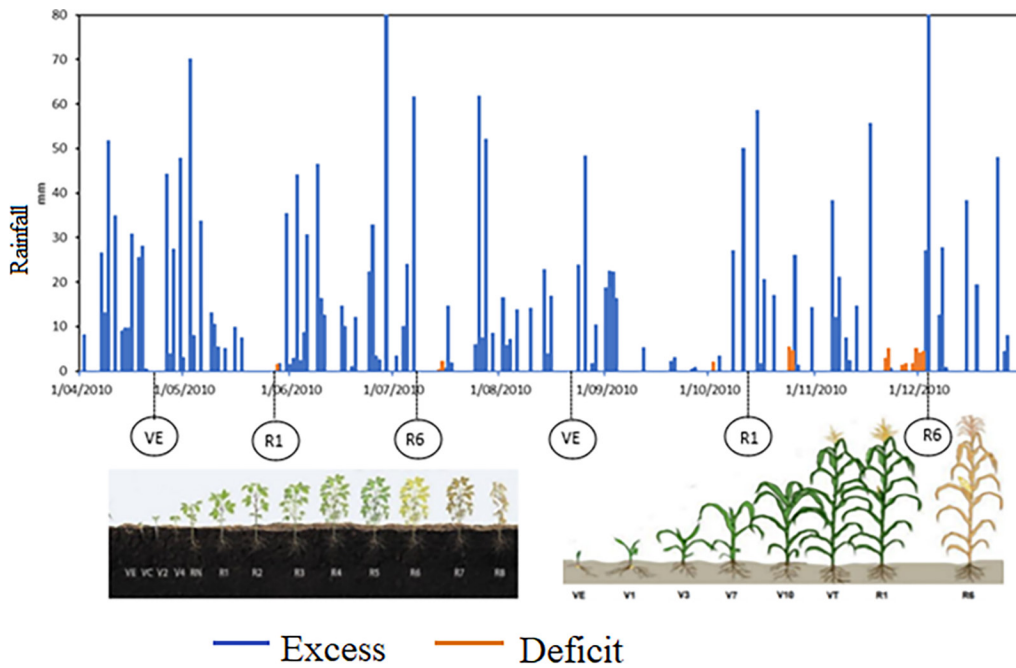 80
70
60
50
40
30
20
10
0
Rainfall
mm
1/04/2010 1/05/2010 1/06/2010 1/07/2010 1/08/2010 1/09/2010 1/10/2010 1/11/2010 1/12/2010
VE R1 R6 VE R1 R6
VE VC V2 V4 RN R1 R2 R3 R4 R5 R6 R7 R8
VE V1 V3 V7 V10 VT R1 R6
Excess Deficit